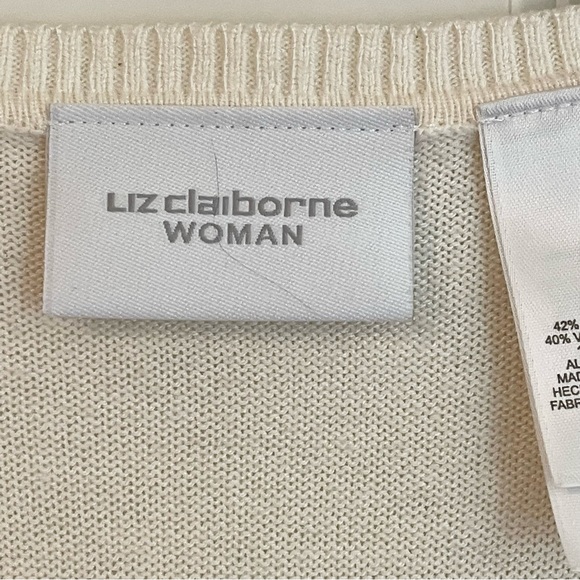 Liz claiborne
WOMAN
42%
40% V
AL
MAD
HEC
FABR